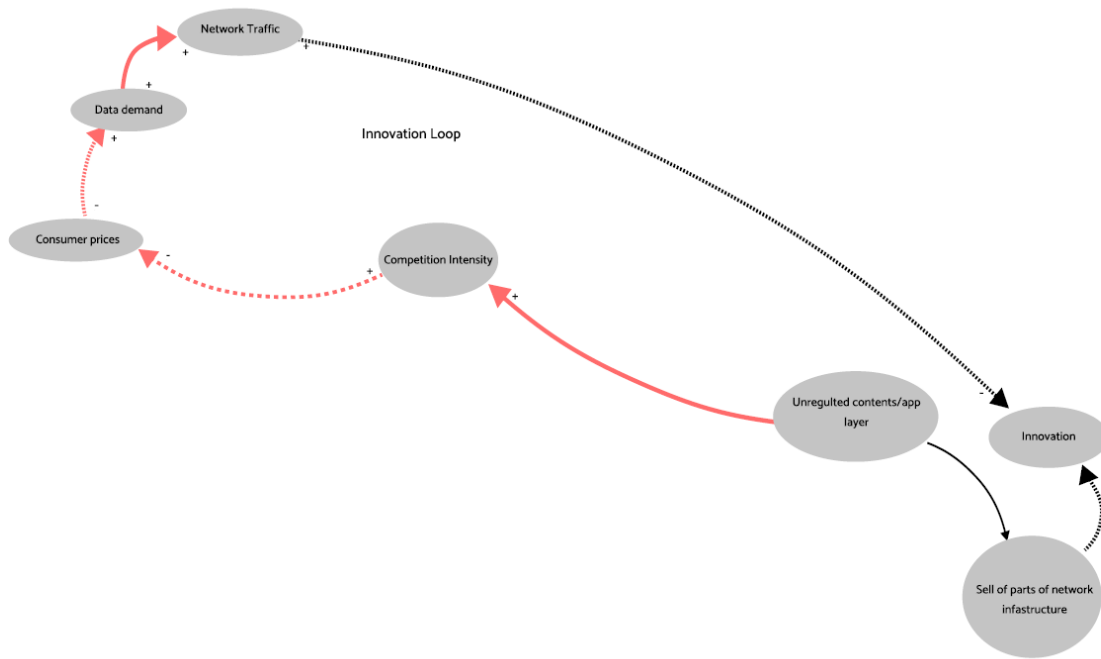 Network Traffic
+
+
+
Data demand
+
Innovation Loop
-
Consumer prices
-
Competition Intensity
+
+
Unregulted contents/app
layer
-
Innovation
Sell of parts of network
infastructure